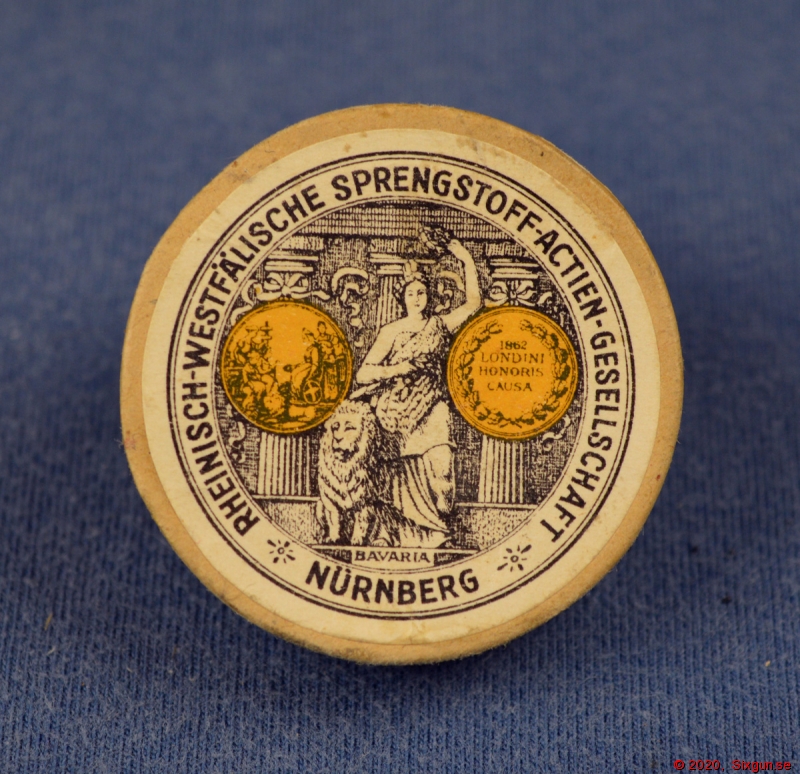 RHEINISCH-WESTFÄLISCHE SPRENGSTOFF-ACTIEN-GESELLSCHAFT
1862
LONDINI
HONORIS
CAUSA
BAVARIA
NÜRNBERG
© 2020, Sixgun.se